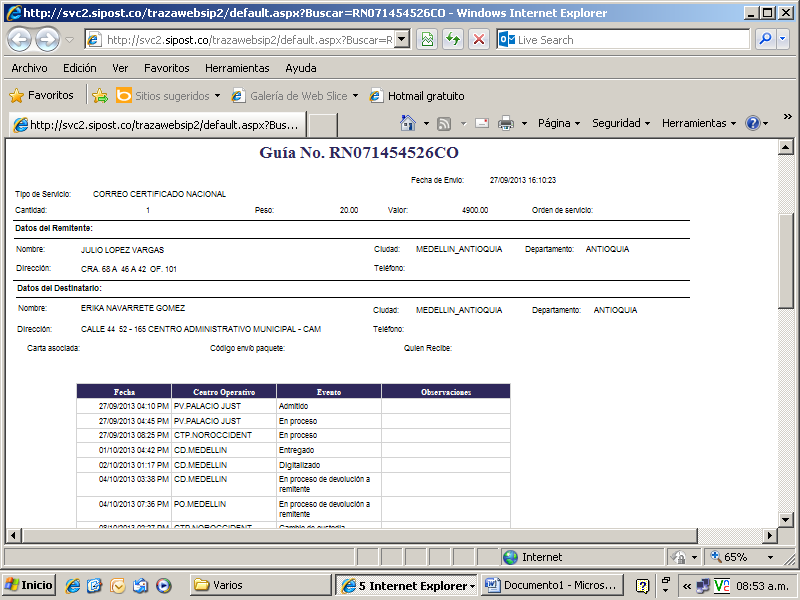 http://svc2.sipost.co/trazawebsip2/default.aspx?Buscar=RN071454526CO - Windows Internet Explorer
http://svc2.sipost.co/trazawebsip2/default.aspx?Buscar=R
Live Search
Archivo Edición Ver Favoritos Herramientas Ayuda
Favoritos Sitios sugeridos Galería de Web Slice Hotmail gratuito
http://svc2.sipost.co/trazawebsip2/default.aspx?Bus... Página Seguridad Herramientas »
Guía No. RN071454526CO
Fecha de Envio: 27/09/2013 16:10:23
Tipo de Servicio: CORREO CERTIFICADO NACIONAL
Cantidad: 1 Peso: 20.00 Valor: 4900.00 Orden de servicio:
Datos del Remitente:
Nombre: JULIO LOPEZ VARGAS Ciudad: MEDELLIN_ANTIOQUIA Departamento: ANTIOQUIA
Dirección: CRA. 68 A 46 A 42 OF. 101 Teléfono:
Datos del Destinatario:
Nombre: ERIKA NAVARRETE GOMEZ Ciudad: MEDELLIN_ANTIOQUIA Departamento: ANTIOQUIA
Dirección: CALLE 44 52 - 165 CENTRO ADMINISTRATIVO MUNICIPAL - CAM Teléfono:
Carta asociada: Código envío paquete: Quien Recibe:
Fecha Centro Operativo Evento Observaciones
27/09/2013 04:10 PM PV.PALACIO JUST Admitido
27/09/2013 04:45 PM PV.PALACIO JUST En proceso
27/09/2013 08:25 PM CTP.NOROCCIDENT En proceso
01/10/2013 04:42 PM CD.MEDELLIN Entregado
02/10/2013 01:17 PM CD.MEDELLIN Digitalizado
04/10/2013 03:38 PM CD.MEDELLIN En proceso de devolución a
remitente
04/10/2013 07:36 PM PO.MEDELLIN En proceso de devolución a
remitente
08/10/2013 02:27 PM CTP.NOROCCIDENT Cambio de custodia
Internet 65%
Inicio Varios 5 Internet Explorer Documento1 - Micros... « 08:53 a.m.